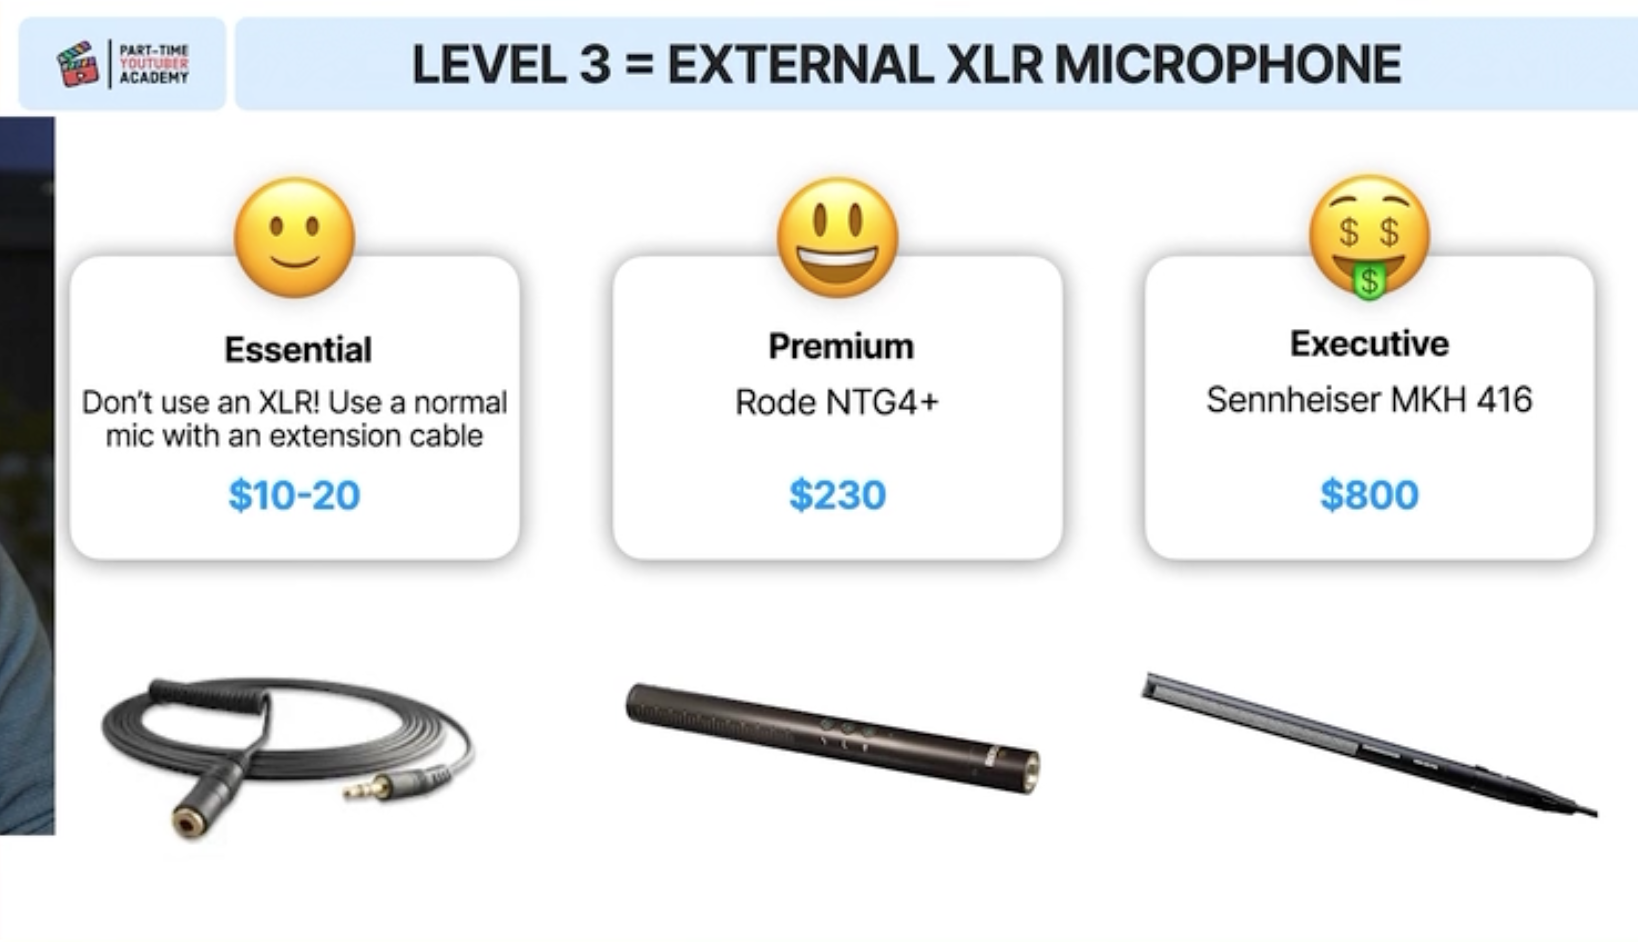 PART-TIME
YOUTUBER
ACADEMY
LEVEL 3 = EXTERNAL XLR MICROPHONE
Essential
Don't use an XLR! Use a normal
mic with an extension cable
$10-20
Premium
Rode NTG4+
$230
Executive
Sennheiser MKH 416
$800